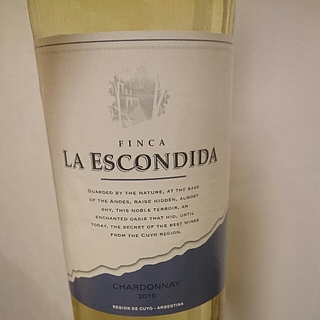 FINCA
LA ESCONDIDA
GUARDED BY THE NATURE, AT THE BASE
OF THE ANDES, RAISE HIDDEN, ALMOST
SHY, THIS NOBLE TERROIR, AN
ENCHANTED OASIS THAT HID, UNTIL
TODAY, THE SECRET OF THE BEST WINES
FROM THE CUYO REGION.
CHARDONNAY
REGION DE CUYO - ARGENTINA